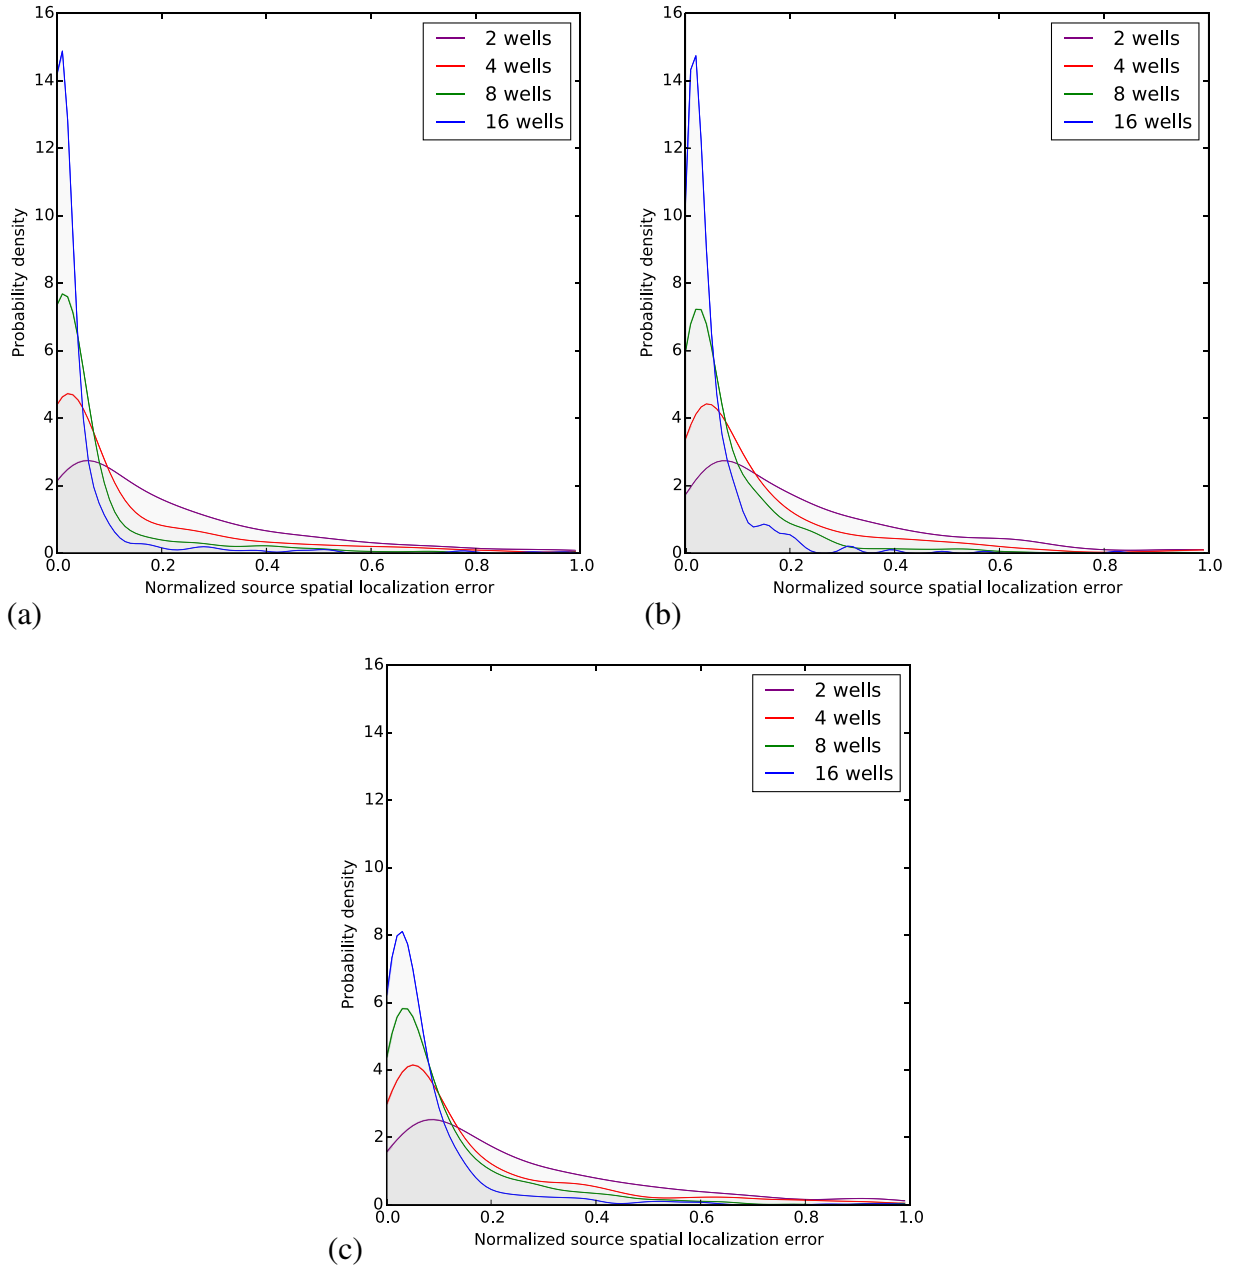 16
14
12
10
8
6
4
2
0
Probability density
2 wells
4 wells
8 wells
16 wells
0.0 0.2 0.4 0.6 0.8 1.0
Normalized source spatial localization error
(a)
16
14
12
10
8
6
4
2
0
Probability density
2 wells
4 wells
8 wells
16 wells
0.0 0.2 0.4 0.6 0.8 1.0
Normalized source spatial localization error
(b)
16
14
12
10
8
6
4
2
0
Probability density
2 wells
4 wells
8 wells
16 wells
0.0 0.2 0.4 0.6 0.8 1.0
Normalized source spatial localization error
(c)